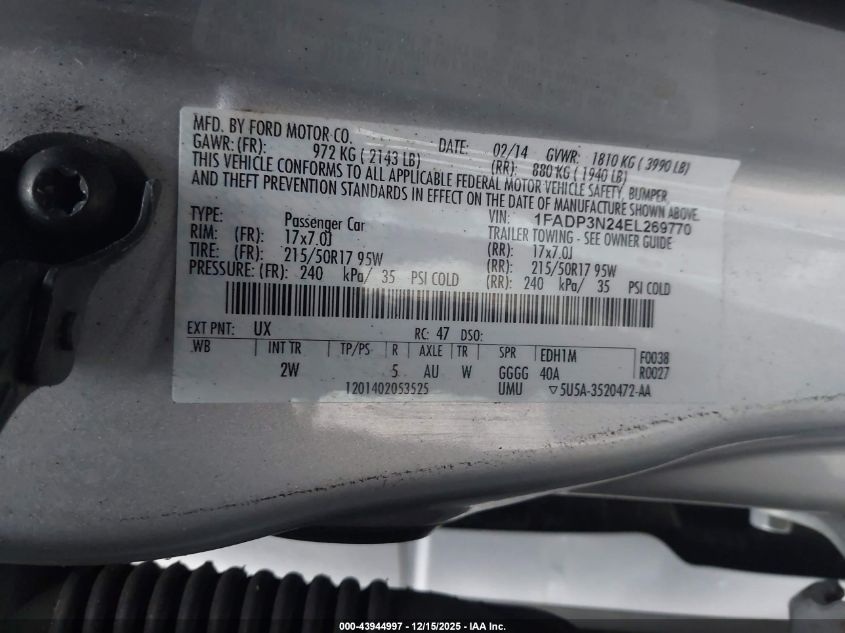 MFD. BY FORD MOTOR CO. DATE: 02/14 GVWR: 1810 KG ( 3990 LB)
GAWR: (FR): 972 KG ( 2143 LB) (RR): 880 KG ( 1940 LB)
THIS VEHICLE CONFORMS TO ALL APPLICABLE FEDERAL MOTOR VEHICLE SAFETY, BUMPER,
AND THEFT PREVENTION STANDARDS IN EFFECT ON THE DATE OF MANUFACTURE SHOWN ABOVE.
VIN: 1FADP3N24EL269770
TYPE: Passenger Car TRAILER TOWING - SEE OWNER GUIDE
RIM: (FR): 17x7.0J (RR): 17x7.0J
TIRE: (FR): 215/50R17 95W (RR): 215/50R17 95W
PRESSURE: (FR): 240 kPa/ 35 PSI COLD (RR): 240 kPa/ 35 PSI COLD
EXT PNT: UX RC: 47 DSO:
WB INT TR TP/PS R AXLE TR SPR EDH1M F0038
2W 5 AU W GGGG 40A R0027
1201402053525 UMU ▽5U5A-3520472-AA
000-43944997 - 12/15/2025 - IAA Inc.